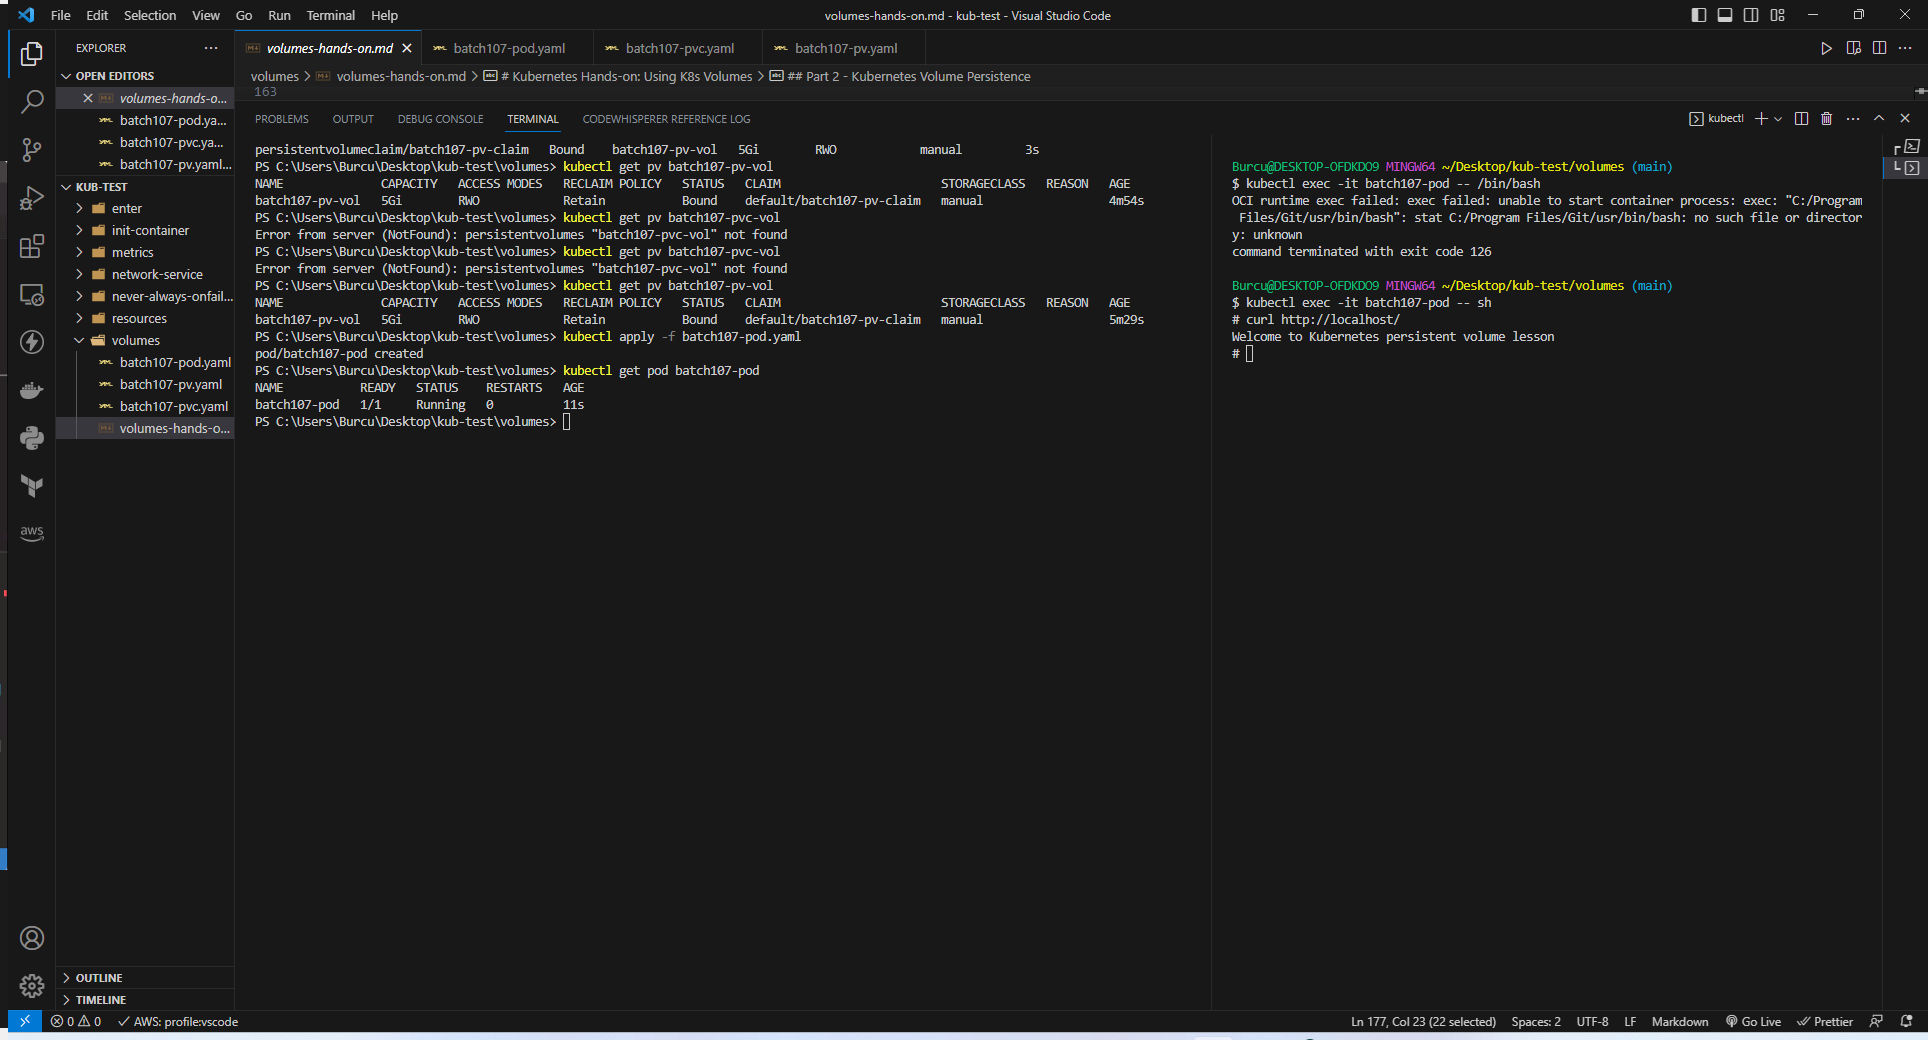 File Edit Selection View Go Run Terminal Help
volumes-hands-on.md - kub-test - Visual Studio Code
EXPLORER
OPEN EDITORS
volumes-hands-o...
batch107-pod.ya...
batch107-pvc.ya...
batch107-pv.yaml...
KUB-TEST
enter
init-container
metrics
network-service
never-always-onfail...
resources
volumes
batch107-pod.yaml
batch107-pv.yaml
batch107-pvc.yaml
volumes-hands-o...
aws
OUTLINE
TIMELINE
volumes-hands-on.md batch107-pod.yaml batch107-pvc.yaml batch107-pv.yaml
volumes > volumes-hands-on.md > # Kubernetes Hands-on: Using K8s Volumes > ## Part 2 - Kubernetes Volume Persistence
163
PROBLEMS OUTPUT DEBUG CONSOLE TERMINAL CODEWHISPERER REFERENCE LOG
kubectl
persistentvolumeclaim/batch107-pv-claim Bound batch107-pv-vol 5Gi RWO manual 3s
PS C:\Users\Burcu\Desktop\kub-test\volumes> kubectl get pv batch107-pv-vol
NAME CAPACITY ACCESS MODES RECLAIM POLICY STATUS CLAIM STORAGECLASS REASON AGE
batch107-pv-vol 5Gi RWO Retain Bound default/batch107-pv-claim manual 4m54s
PS C:\Users\Burcu\Desktop\kub-test\volumes> kubectl get pv batch107-pvc-vol
Error from server (NotFound): persistentvolumes "batch107-pvc-vol" not found
PS C:\Users\Burcu\Desktop\kub-test\volumes> kubectl get pv batch107-pvc-vol
Error from server (NotFound): persistentvolumes "batch107-pvc-vol" not found
PS C:\Users\Burcu\Desktop\kub-test\volumes> kubectl get pv batch107-pv-vol
NAME CAPACITY ACCESS MODES RECLAIM POLICY STATUS CLAIM STORAGECLASS REASON AGE
batch107-pv-vol 5Gi RWO Retain Bound default/batch107-pv-claim manual 5m29s
PS C:\Users\Burcu\Desktop\kub-test\volumes> kubectl apply -f batch107-pod.yaml
pod/batch107-pod created
PS C:\Users\Burcu\Desktop\kub-test\volumes> kubectl get pod batch107-pod
NAME READY STATUS RESTARTS AGE
batch107-pod 1/1 Running 0 11s
PS C:\Users\Burcu\Desktop\kub-test\volumes>
Burcu@DESKTOP-OFDKDO9 MINGW64 ~/Desktop/kub-test/volumes (main)
$ kubectl exec -it batch107-pod -- /bin/bash
OCI runtime exec failed: exec failed: unable to start container process: exec: "C:/Program
Files/Git/usr/bin/bash": stat C:/Program Files/Git/usr/bin/bash: no such file or director
y: unknown
command terminated with exit code 126
Burcu@DESKTOP-OFDKDO9 MINGW64 ~/Desktop/kub-test/volumes (main)
$ kubectl exec -it batch107-pod -- sh
# curl http://localhost/
Welcome to Kubernetes persistent volume lesson
#
0 0 AWS: profile:vscode
Ln 177, Col 23 (22 selected) Spaces: 2 UTF-8 LF Markdown Go Live Prettier